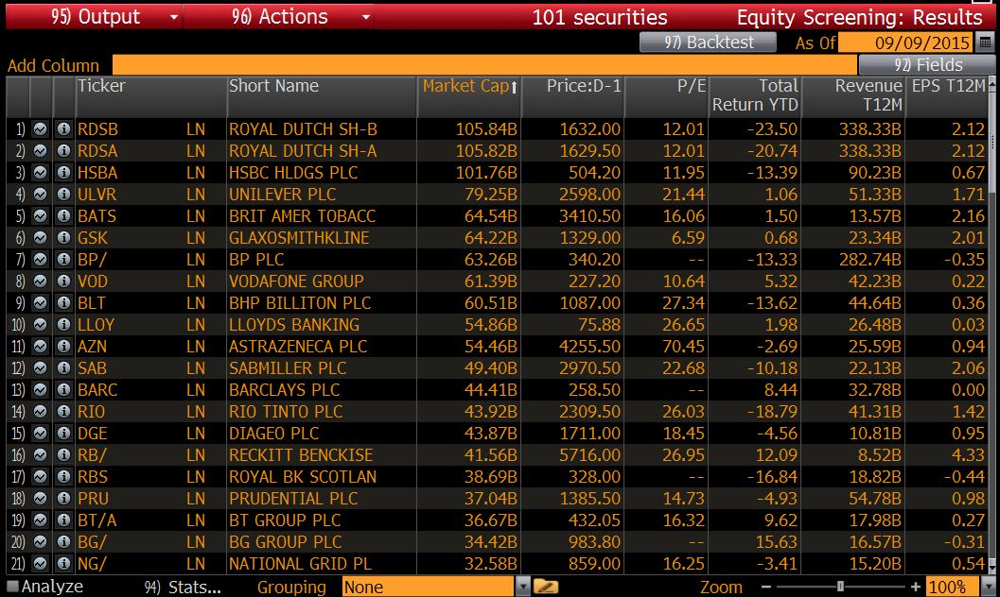 95) Output 96) Actions 101 securities Equity Screening: Results
97) Backtest As Of 09/09/2015
Add Column 92) Fields
Ticker Short Name Market Cap↑ Price:D-1 P/E Total Revenue EPS T12M
Return YTD T12M
1) RDSB LN ROYAL DUTCH SH-B 105.84B 1632.00 12.01 -23.50 338.33B 2.12
2) RDSA LN ROYAL DUTCH SH-A 105.82B 1629.50 12.01 -20.74 338.33B 2.12
3) HSBA LN HSBC HLDGS PLC 101.76B 504.20 11.95 -13.39 90.23B 0.67
4) ULVR LN UNILEVER PLC 79.25B 2598.00 21.44 1.06 51.33B 1.71
5) BATS LN BRIT AMER TOBACC 64.54B 3410.50 16.06 1.50 13.57B 2.16
6) GSK LN GLAXOSMITHKLINE 64.22B 1329.00 6.59 0.68 23.34B 2.01
7) BP/ LN BP PLC 63.26B 340.20 -- -13.33 282.74B -0.35
8) VOD LN VODAFONE GROUP 61.39B 227.20 10.64 5.32 42.23B 0.22
9) BLT LN BHP BILLITON PLC 60.51B 1087.00 27.34 -13.62 44.64B 0.36
10) LLOY LN LLOYDS BANKING 54.86B 75.88 26.65 1.98 26.48B 0.03
11) AZN LN ASTRAZENECA PLC 54.46B 4255.50 70.45 -2.69 25.59B 0.94
12) SAB LN SABMILLER PLC 49.40B 2970.50 22.68 -10.18 22.13B 2.06
13) BARC LN BARCLAYS PLC 44.41B 258.50 -- 8.44 32.78B 0.00
14) RIO LN RIO TINTO PLC 43.92B 2309.50 26.03 -18.79 41.31B 1.42
15) DGE LN DIAGEO PLC 43.87B 1711.00 18.45 -4.56 10.81B 0.95
16) RB/ LN RECKITT BENCKISE 41.56B 5716.00 26.95 12.09 8.52B 4.33
17) RBS LN ROYAL BK SCOTLAN 38.69B 328.00 -- -16.84 18.82B -0.44
18) PRU LN PRUDENTIAL PLC 37.04B 1385.50 14.73 -4.93 54.78B 0.98
19) BT/A LN BT GROUP PLC 36.67B 432.05 16.32 9.62 17.98B 0.27
20) BG/ LN BG GROUP PLC 34.42B 983.80 -- 15.63 16.57B -0.31
21) NG/ LN NATIONAL GRID PL 32.58B 859.00 16.25 -3.41 15.20B 0.54
Analyze 94) Stats... Grouping None Zoom - + 100%